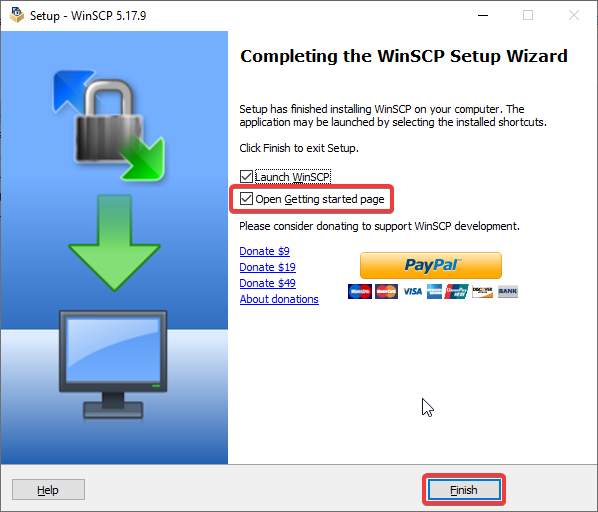 Setup - WinSCP 5.17.9
Completing the WinSCP Setup Wizard
Setup has finished installing WinSCP on your computer. The
application may be launched by selecting the installed shortcuts.
Click Finish to exit Setup.
Launch WinSCP
Open Getting started page
Please consider donating to support WinSCP development.
Donate $9
Donate $19
Donate $49
About donations
PayPal
Maestro MasterCard VISA DISCOVER BANK
Help
Finish